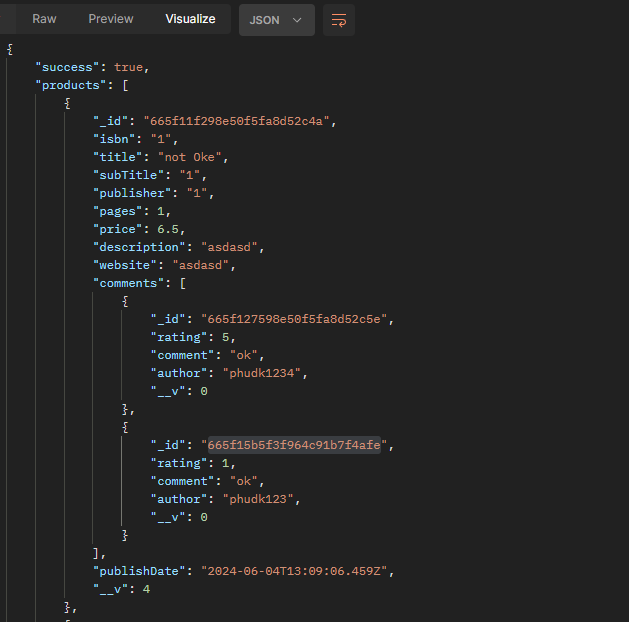 Raw Preview Visualize JSON
{
"success": true,
"products": [
{
"_id": "665f11f298e50f5fa8d52c4a",
"isbn": "1",
"title": "not Oke",
"subTitle": "1",
"publisher": "1",
"pages": 1,
"price": 6.5,
"description": "asdasd",
"website": "asdasd",
"comments": [
{
"_id": "665f127598e50f5fa8d52c5e",
"rating": 5,
"comment": "ok",
"author": "phudk1234",
"__v": 0
},
{
"_id": "665f15b5f3f964c91b7f4afe",
"rating": 1,
"comment": "ok",
"author": "phudk123",
"__v": 0
}
],
"publishDate": "2024-06-04T13:09:06.459Z",
"__v": 4
},